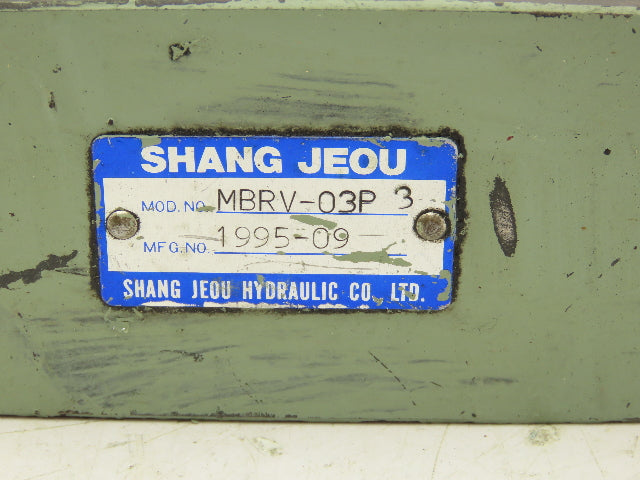 SHANG JEOU
MOD. NO. MBRV-03P 3
MFG. NO. 1995-09
SHANG JEOU HYDRAULIC CO., LTD.